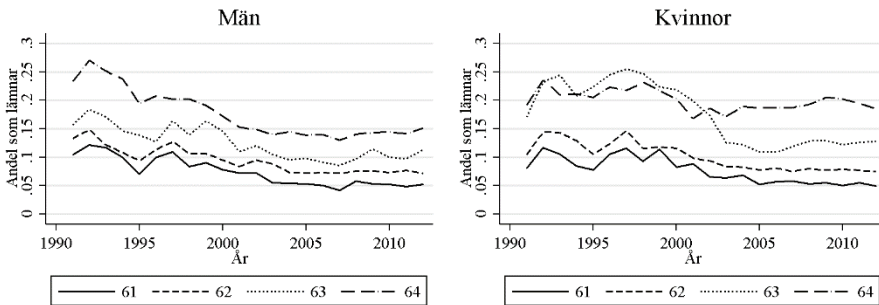 Män
Andel som lämnar
0 .05 .1 .15 .2 .25 .3
1990 1995 2000 2005 2010
År
61 62 63 64
Kvinnor
Andel som lämnar
0 .05 .1 .15 .2 .25 .3
1990 1995 2000 2005 2010
År
61 62 63 64